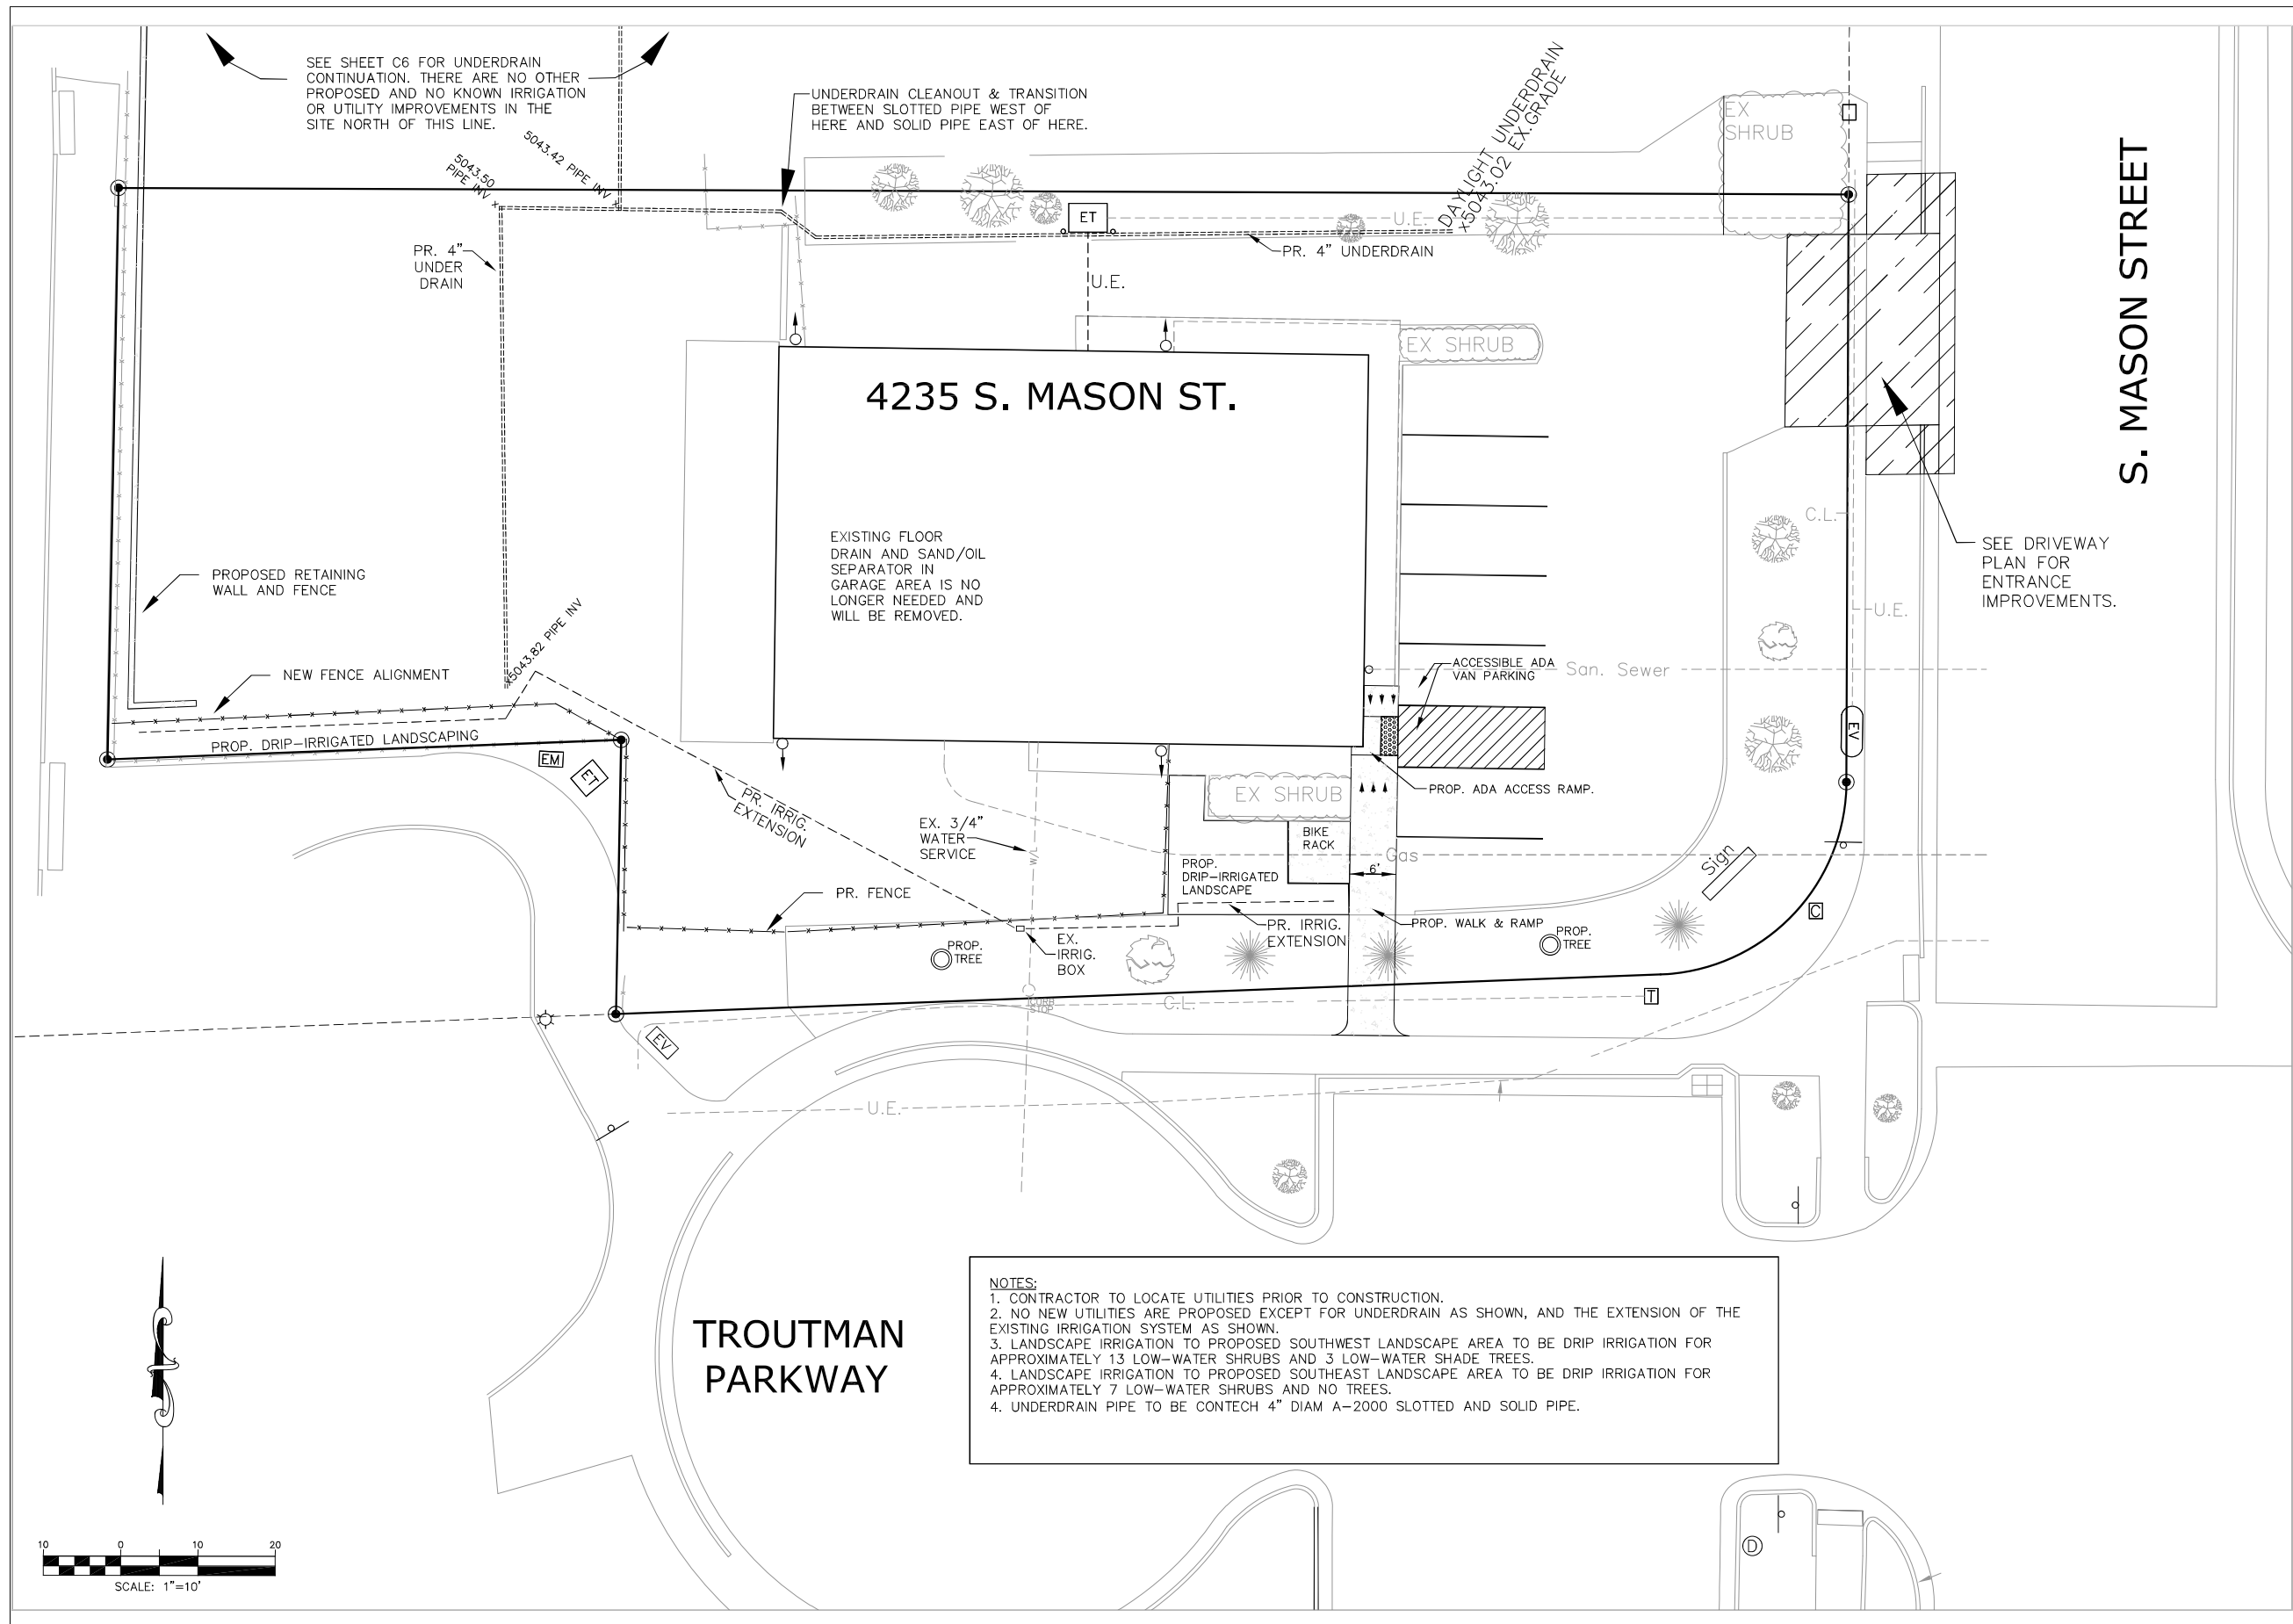 SEE SHEET C6 FOR UNDERDRAIN
CONTINUATION. THERE ARE NO OTHER
PROPOSED AND NO KNOWN IRRIGATION
OR UTILITY IMPROVEMENTS IN THE
SITE NORTH OF THIS LINE.
UNDERDRAIN CLEANOUT & TRANSITION
BETWEEN SLOTTED PIPE WEST OF
HERE AND SOLID PIPE EAST OF HERE.
DAYLIGHT UNDERDRAIN
x5043.02 EX.GRADE
EX
SHRUB
5043.50
PIPE INV
5043.42 PIPE INV
ET
U.E.
PR. 4"
UNDER
DRAIN
PR. 4" UNDERDRAIN
U.E.
S. MASON STREET
EX SHRUB
4235 S. MASON ST.
EXISTING FLOOR
DRAIN AND SAND/OIL
SEPARATOR IN
GARAGE AREA IS NO
LONGER NEEDED AND
WILL BE REMOVED.
C.L.
SEE DRIVEWAY
PLAN FOR
ENTRANCE
IMPROVEMENTS.
PROPOSED RETAINING
WALL AND FENCE
U.E.
x5043.82 PIPE INV
NEW FENCE ALIGNMENT
ACCESSIBLE ADA
VAN PARKING
San. Sewer
PROP. DRIP-IRRIGATED LANDSCAPING
EV
EM
ET
PR. IRRIG.
EXTENSION
EX SHRUB
PROP. ADA ACCESS RAMP.
EX. 3/4"
WATER
SERVICE
W.L.
BIKE
RACK
Gas
PROP.
DRIP-IRRIGATED
LANDSCAPE
6'
Sign
PR. FENCE
C
PR. IRRIG.
EXTENSION
PROP. WALK & RAMP
PROP.
TREE
PROP.
TREE
EX.
IRRIG.
BOX
CURB
STOP
C.L.
T
EV
U.E.
TROUTMAN
PARKWAY
NOTES:
1. CONTRACTOR TO LOCATE UTILITIES PRIOR TO CONSTRUCTION.
2. NO NEW UTILITIES ARE PROPOSED EXCEPT FOR UNDERDRAIN AS SHOWN, AND THE EXTENSION OF THE
EXISTING IRRIGATION SYSTEM AS SHOWN.
3. LANDSCAPE IRRIGATION TO PROPOSED SOUTHWEST LANDSCAPE AREA TO BE DRIP IRRIGATION FOR
APPROXIMATELY 13 LOW-WATER SHRUBS AND 3 LOW-WATER SHADE TREES.
4. LANDSCAPE IRRIGATION TO PROPOSED SOUTHEAST LANDSCAPE AREA TO BE DRIP IRRIGATION FOR
APPROXIMATELY 7 LOW-WATER SHRUBS AND NO TREES.
4. UNDERDRAIN PIPE TO BE CONTECH 4" DIAM A-2000 SLOTTED AND SOLID PIPE.
D
10 0 10 20
SCALE: 1"=10'